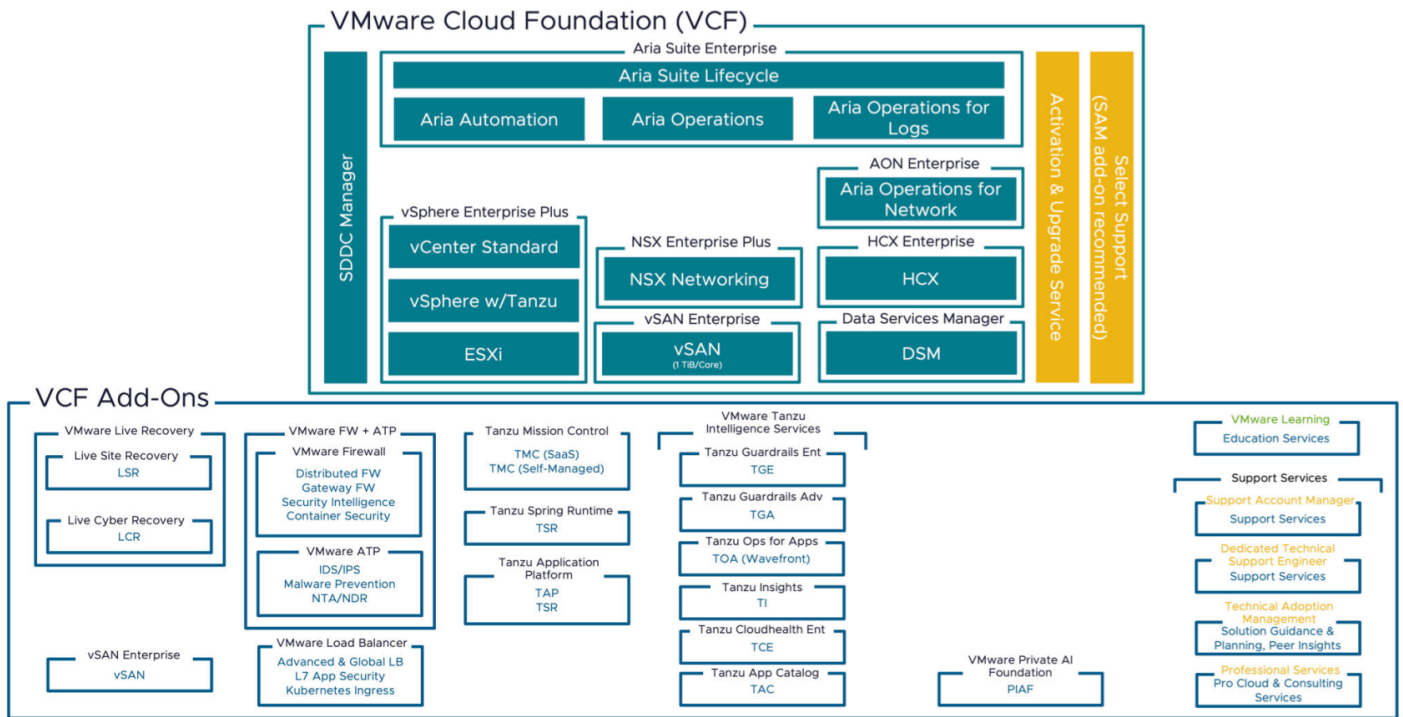 VMware Cloud Foundation (VCF)
Aria Suite Enterprise
Aria Suite Lifecycle
Aria Automation
Aria Operations
Aria Operations for
Logs
SDDC Manager
AON Enterprise
Aria Operations for
Network
vSphere Enterprise Plus
vCenter Standard
vSphere w/Tanzu
ESXi
NSX Enterprise Plus
NSX Networking
vSAN Enterprise
vSAN
(1 TiB/Core)
HCX Enterprise
HCX
Data Services Manager
DSM
Activation & Upgrade Service
Select Support
(SAM add-on recommended)
VCF Add-Ons
VMware Live Recovery
Live Site Recovery
LSR
Live Cyber Recovery
LCR
vSAN Enterprise
vSAN
VMware FW + ATP
VMware Firewall
Distributed FW
Gateway FW
Security Intelligence
Container Security
VMware ATP
IDS/IPS
Malware Prevention
NTA/NDR
VMware Load Balancer
Advanced & Global LB
L7 App Security
Kubernetes Ingress
Tanzu Mission Control
TMC (SaaS)
TMC (Self-Managed)
Tanzu Spring Runtime
TSR
Tanzu Application
Platform
TAP
TSR
VMware Tanzu
Intelligence Services
Tanzu Guardrails Ent
TGE
Tanzu Guardrails Adv
TGA
Tanzu Ops for Apps
TOA (Wavefront)
Tanzu Insights
TI
Tanzu Cloudhealth Ent
TCE
Tanzu App Catalog
TAC
VMware Private AI
Foundation
PIAF
VMware Learning
Education Services
Support Services
Support Account Manager
Support Services
Dedicated Technical
Support Engineer
Support Services
Technical Adoption
Management
Solution Guidance &
Planning, Peer Insights
Professional Services
Pro Cloud & Consulting
Services